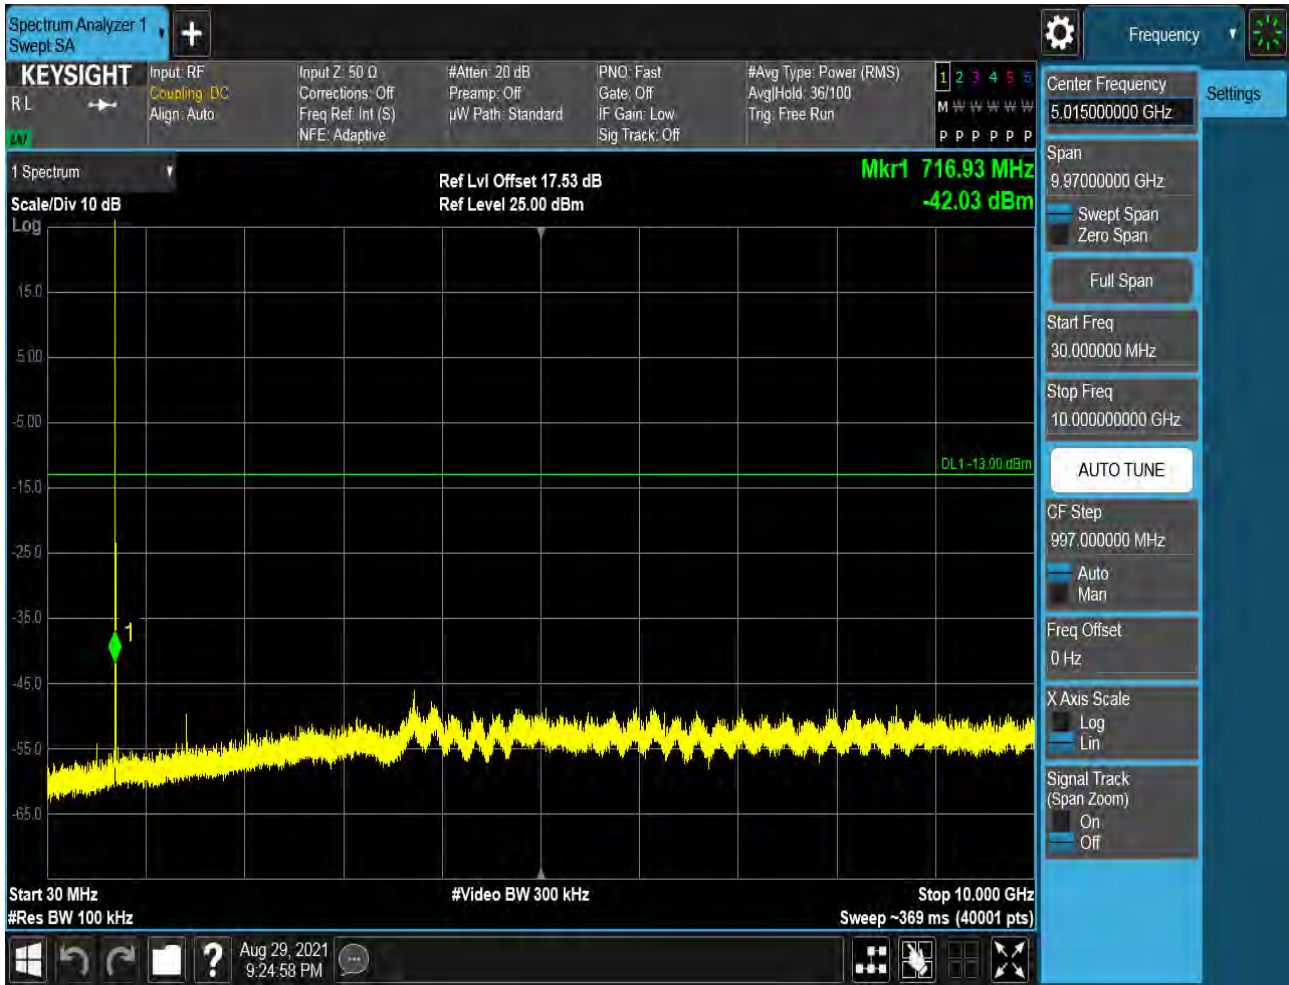 Spectrum Analyzer 1
Swept SA
Frequency
KEYSIGHT
R L
LNI
Input: RF
Coupling: DC
Align: Auto
Input Z: 50 Ω
Corrections: Off
Freq Ref: Int (S)
NFE: Adaptive
#Atten: 20 dB
Preamp: Off
µW Path: Standard
PNO: Fast
Gate: Off
IF Gain: Low
Sig Track: Off
#Avg Type: Power (RMS)
Avg|Hold: 36/100
Trig: Free Run
1 2 3 4 5 6
M W W W W W
P P P P P P
1 Spectrum
Scale/Div 10 dB
Log
Ref Lvl Offset 17.53 dB
Ref Level 25.00 dBm
Mkr1 716.93 MHz
-42.03 dBm
15.0
5.00
-5.00
-15.0
-25.0
-35.0
-45.0
-55.0
-65.0
DL1 -13.00 dBm
1
Start 30 MHz
#Res BW 100 kHz
#Video BW 300 kHz
Stop 10.000 GHz
Sweep ~369 ms (40001 pts)
Aug 29, 2021
9:24:58 PM
Center Frequency
5.015000000 GHz
Settings
Span
9.97000000 GHz
Swept Span
Zero Span
Full Span
Start Freq
30.000000 MHz
Stop Freq
10.000000000 GHz
AUTO TUNE
CF Step
997.000000 MHz
Auto
Man
Freq Offset
0 Hz
X Axis Scale
Log
Lin
Signal Track
(Span Zoom)
On
Off